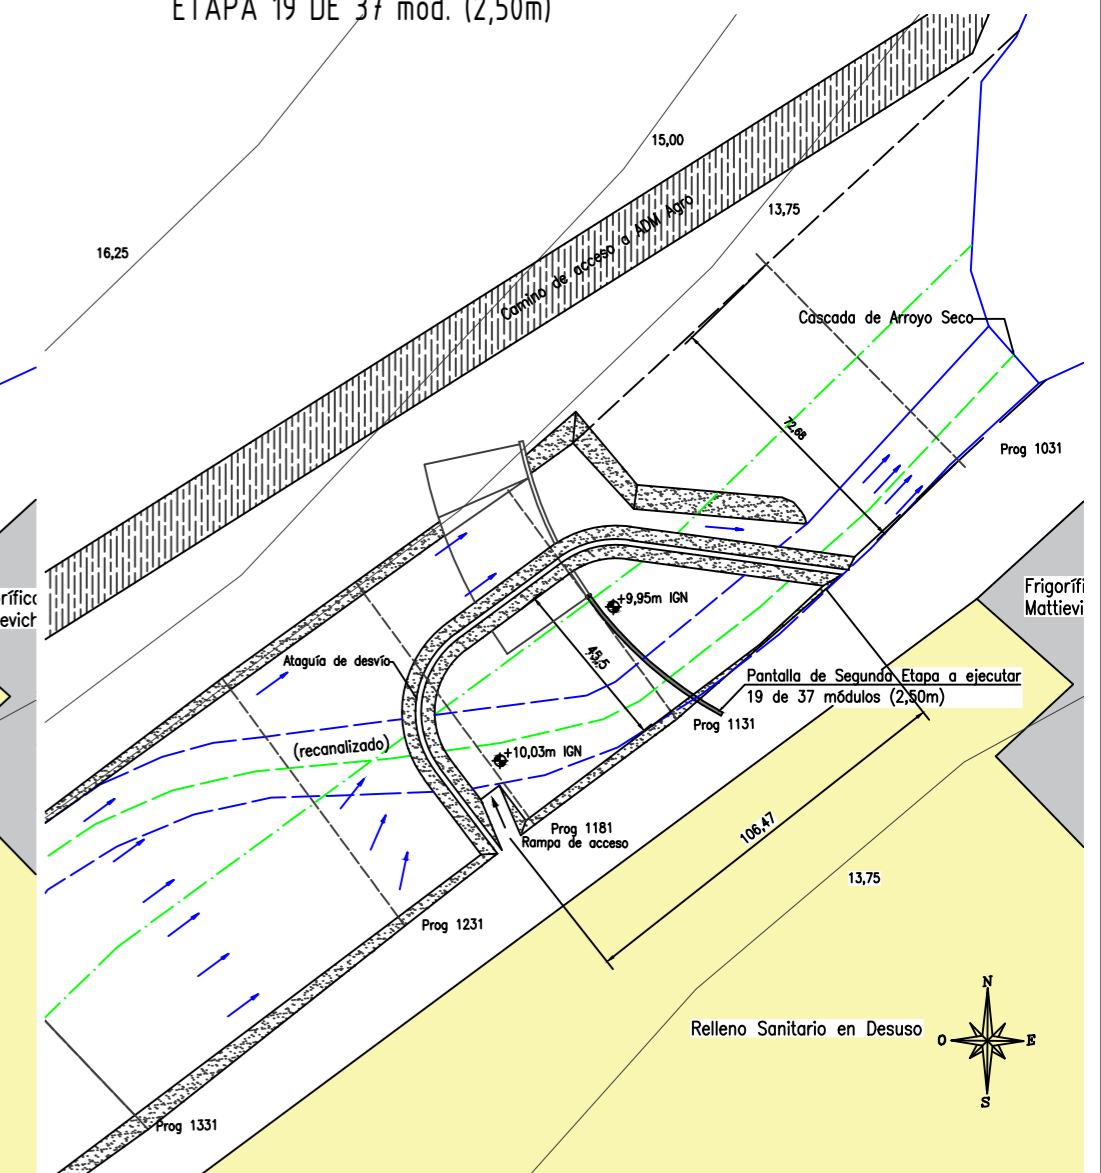 ETAPA 19 DE 37 mód. (2,50m)
15,00
13,75
16,25
Camino de acceso a ADM Agro
Cascada de Arroyo Seco
72,68
Prog 1031
orífico
evich
Frigorífi
Mattievi
+9,95m IGN
Ataguía de desvío
45,5
Pantalla de Segunda Etapa a ejecutar
19 de 37 módulos (2,50m)
Prog 1131
(recanalizado)
+10,03m IGN
Prog 1181
Rampa de acceso
106,47
13,75
Prog 1231
N
Relleno Sanitario en Desuso
O
E
S
Prog 1331